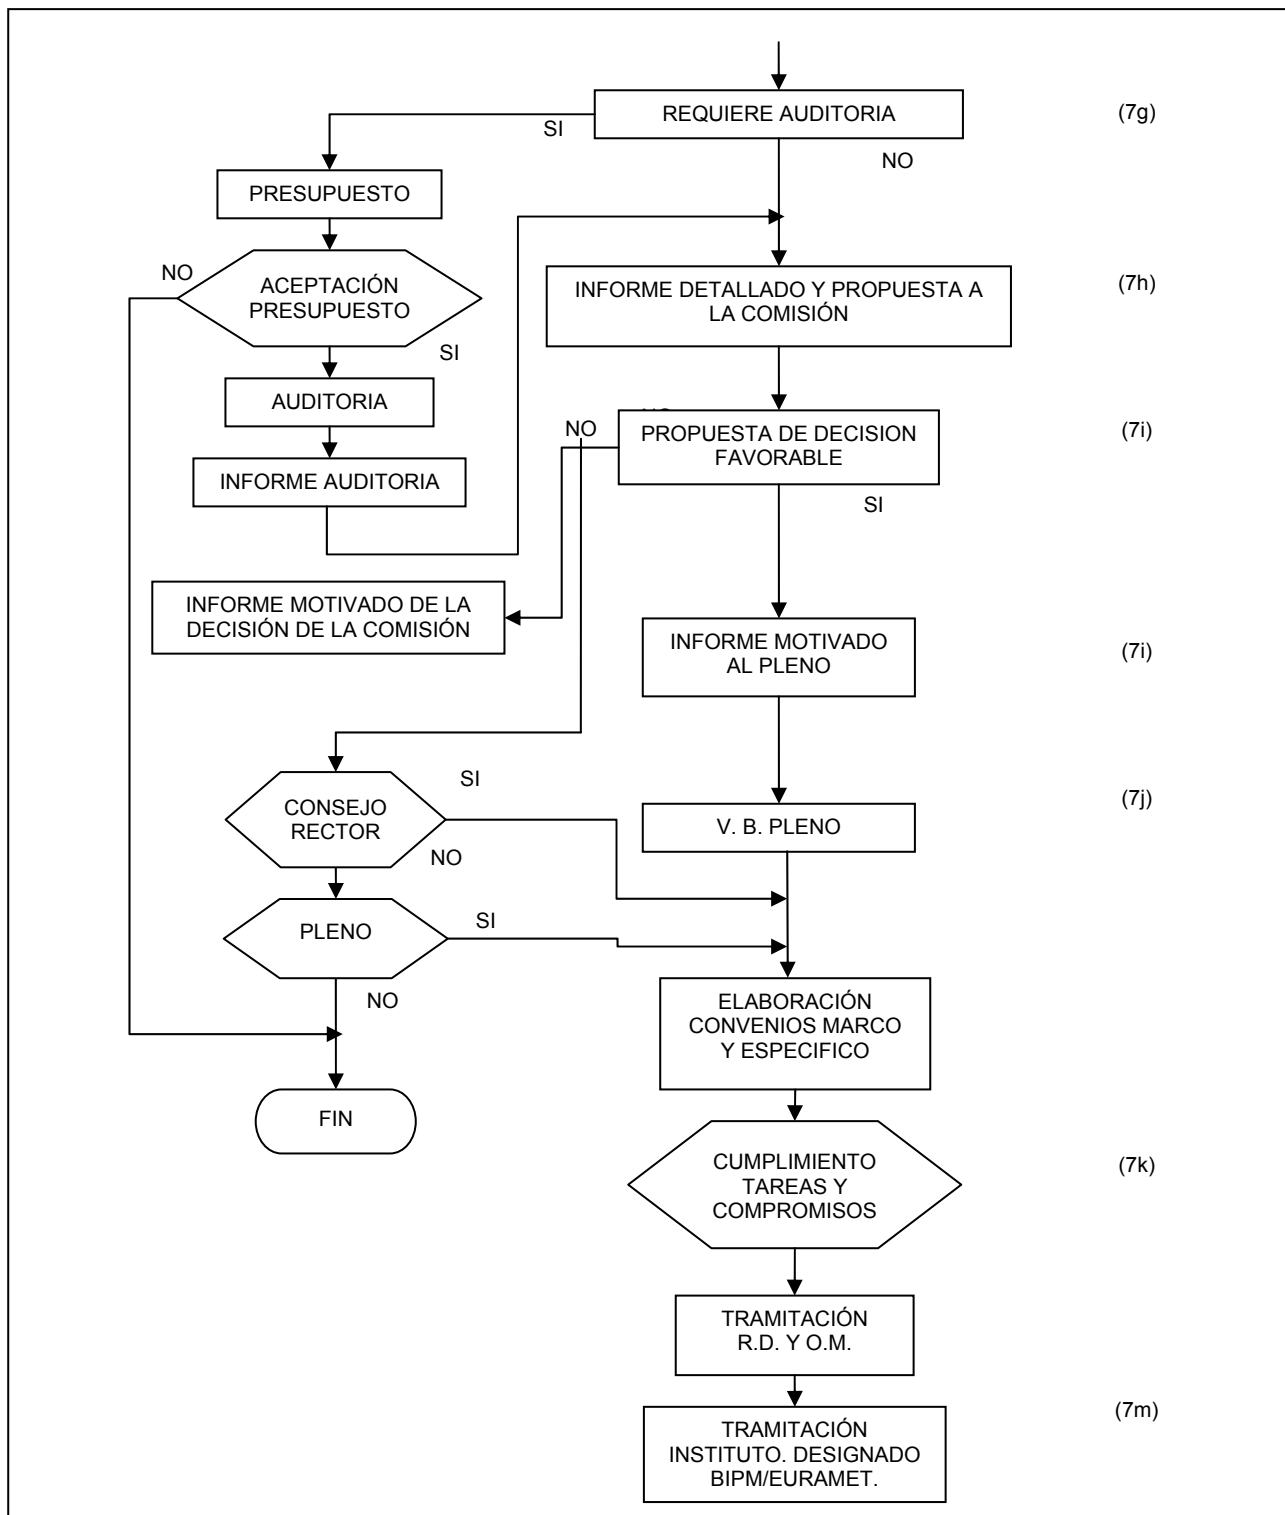 REQUIERE AUDITORIA
(7g)
SI
NO
PRESUPUESTO
NO
ACEPTACIÓN
PRESUPUESTO
INFORME DETALLADO Y PROPUESTA A
LA COMISIÓN
(7h)
SI
AUDITORIA
NO
PROPUESTA DE DECISION
FAVORABLE
(7i)
INFORME AUDITORIA
SI
INFORME MOTIVADO DE LA
DECISIÓN DE LA COMISIÓN
INFORME MOTIVADO
AL PLENO
(7i)
SI
CONSEJO
RECTOR
V. B. PLENO
(7j)
NO
PLENO
SI
NO
ELABORACIÓN
CONVENIOS MARCO
Y ESPECIFICO
FIN
CUMPLIMIENTO
TAREAS Y
COMPROMISOS
(7k)
TRAMITACIÓN
R.D. Y O.M.
TRAMITACIÓN
INSTITUTO. DESIGNADO
BIPM/EURAMET.
(7m)